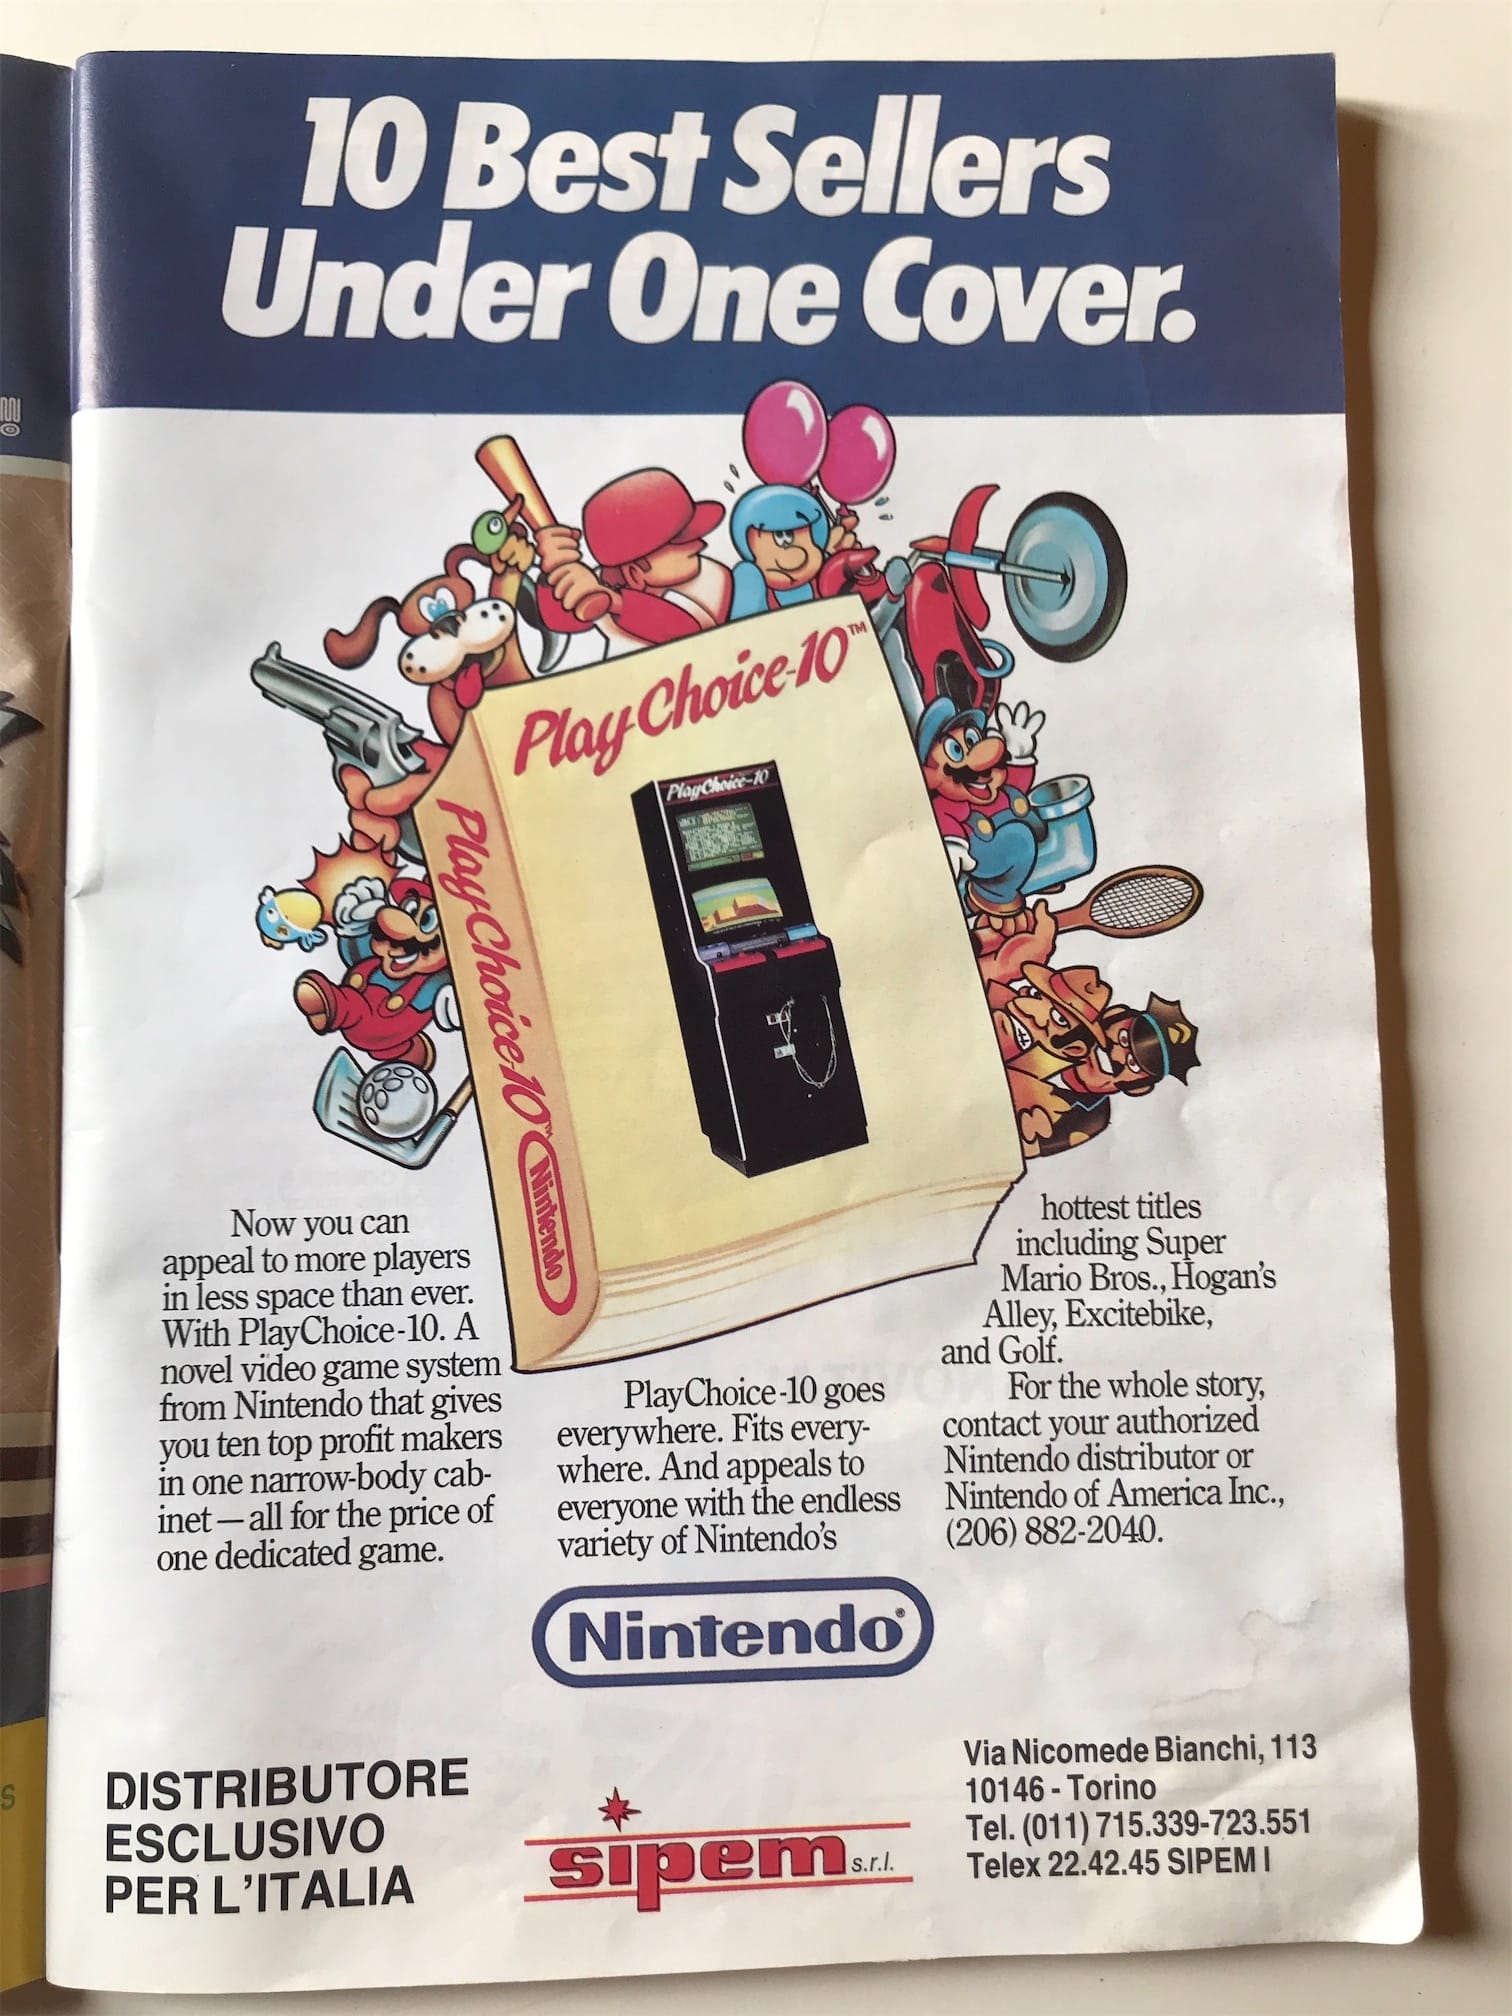 10 Best Sellers
Under One Cover.
PlayChoice-10™
PlayChoice-10
PlayChoice-10™ Nintendo
Now you can
appeal to more players
in less space than ever.
With PlayChoice-10. A
novel video game system
from Nintendo that gives
you ten top profit makers
in one narrow-body cab-
inet—all for the price of
one dedicated game.
PlayChoice-10 goes
everywhere. Fits every-
where. And appeals to
everyone with the endless
variety of Nintendo's
hottest titles
including Super
Mario Bros., Hogan's
Alley, Excitebike,
and Golf.
For the whole story,
contact your authorized
Nintendo distributor or
Nintendo of America Inc.,
(206) 882-2040.
Nintendo®
DISTRIBUTORE
ESCLUSIVO
PER L'ITALIA
sipem s.r.l.
Via Nicomede Bianchi, 113
10146 - Torino
Tel. (011) 715.339-723.551
Telex 22.42.45 SIPEM I